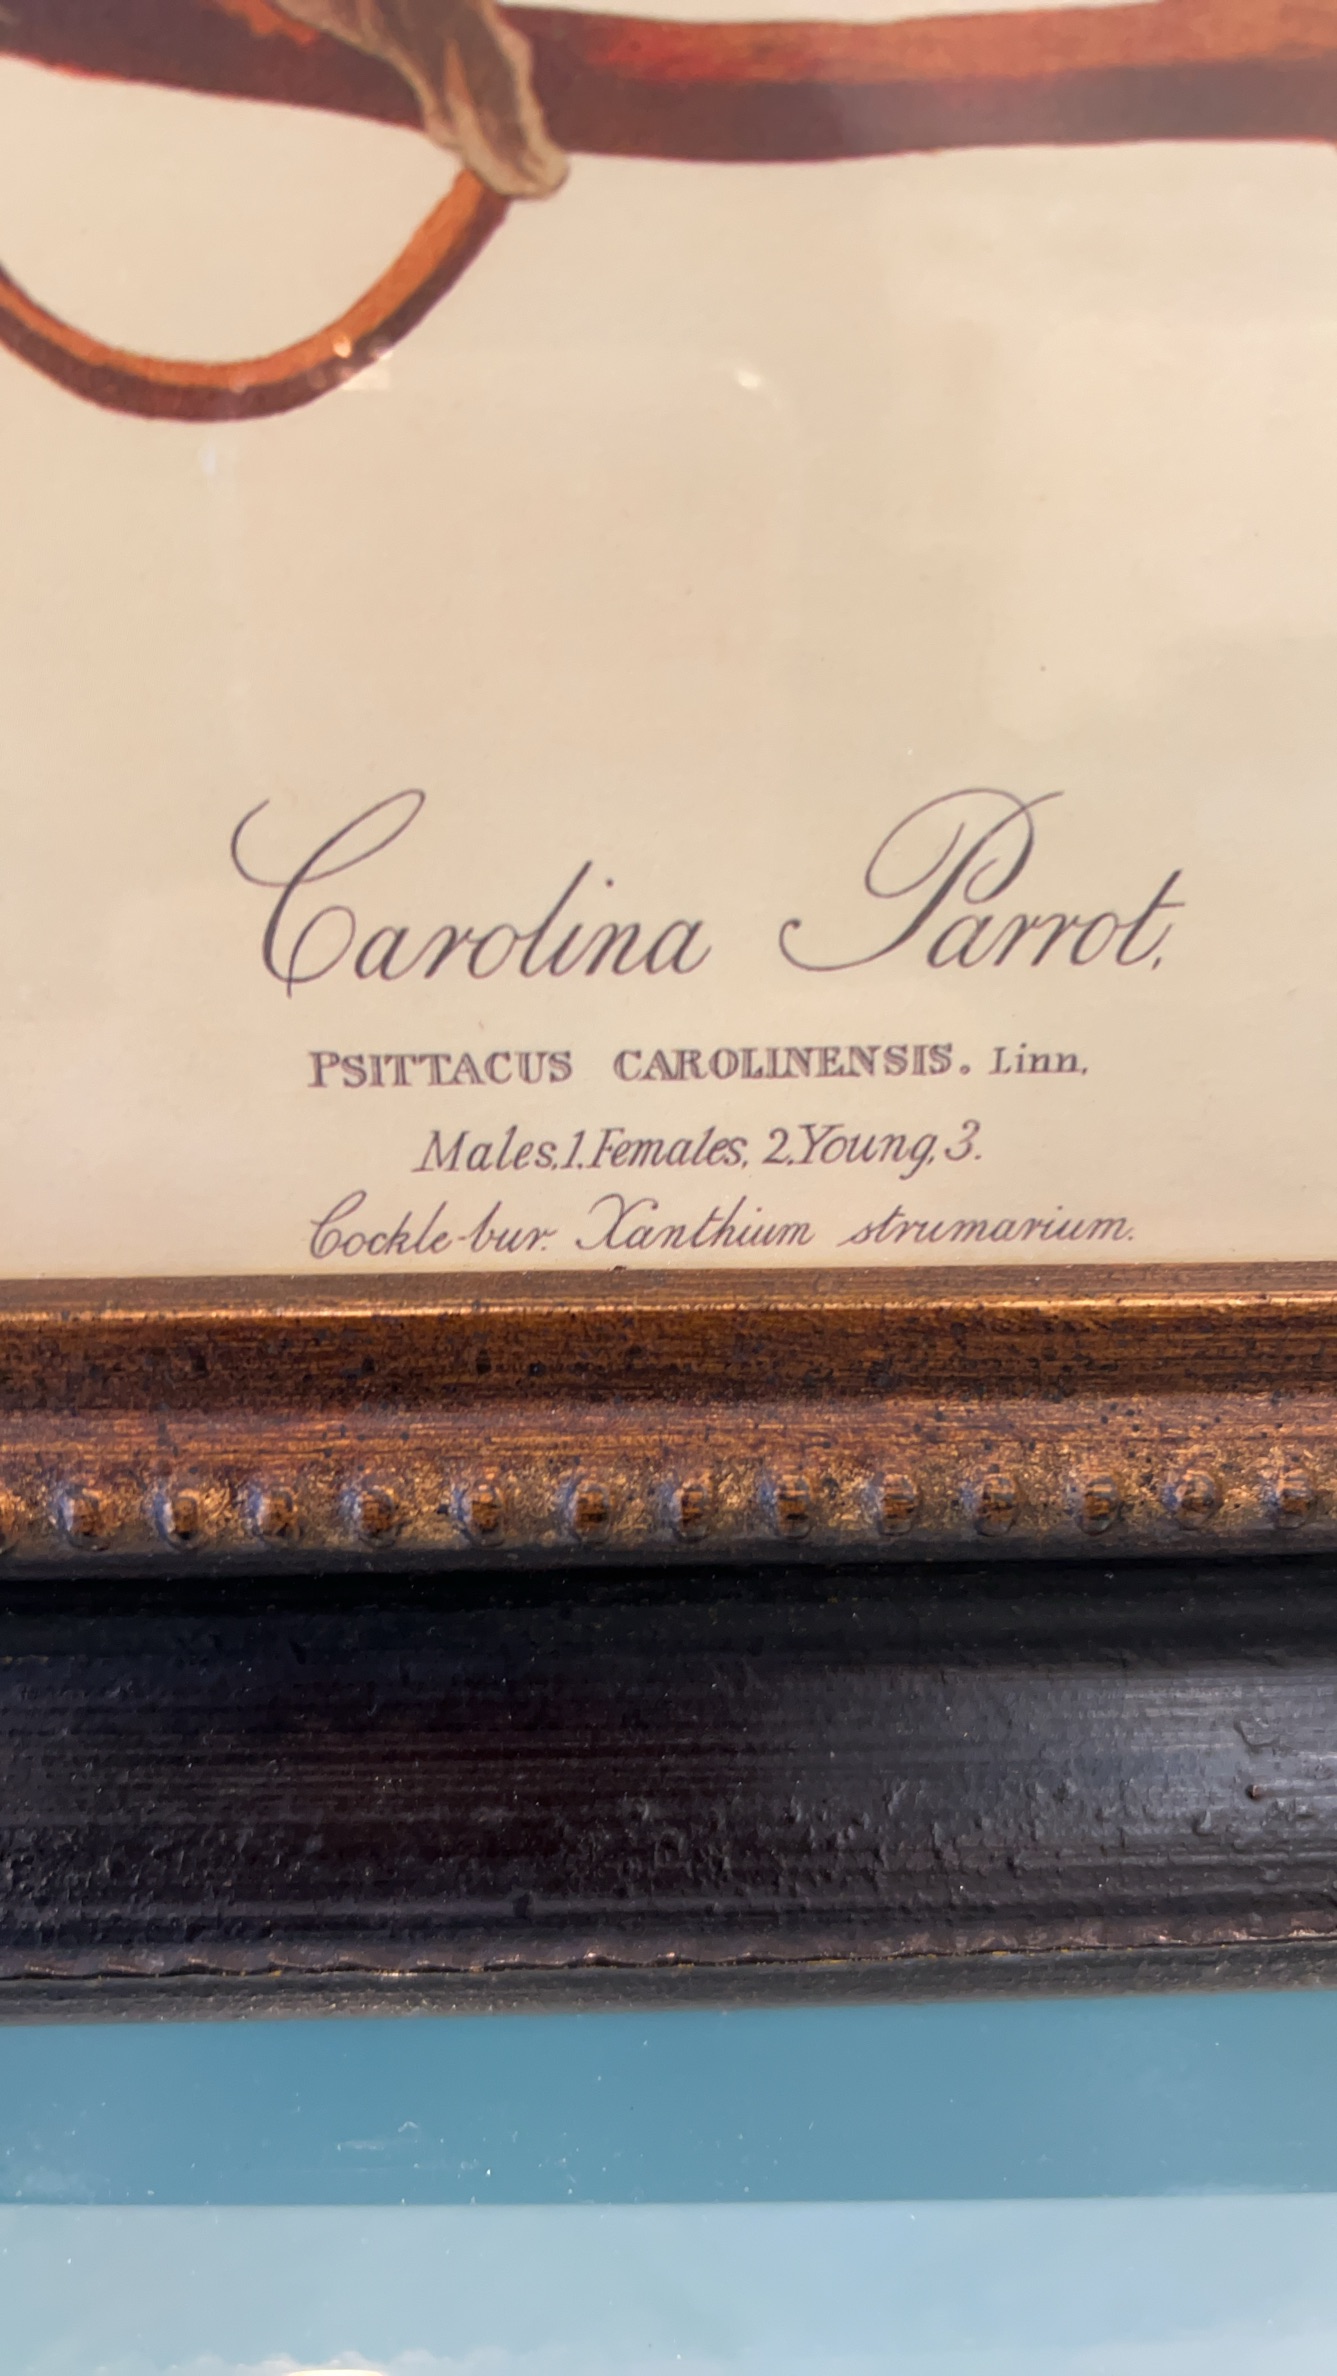 Carolina Parrot.
PSITTACUS CAROLINENSIS. Linn,
Males,1.Females, 2.Young,3.
Cockle-bur. Xanthium strumarium.